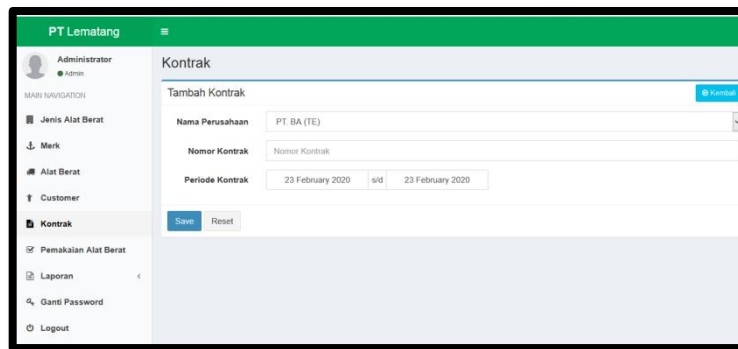 PT Lematang
Administrator
Admin
MAIN NAVIGATION
Jenis Alat Berat
Merk
Alat Berat
Customer
Kontrak
Pemakaian Alat Berat
Laporan
Ganti Password
Logout
Kontrak
Tambah Kontrak
Kembali
Nama Perusahaan PT. BA (TE)
Nomor Kontrak Nomor Kontrak
Periode Kontrak 23 February 2020 s/d 23 February 2020
Save Reset